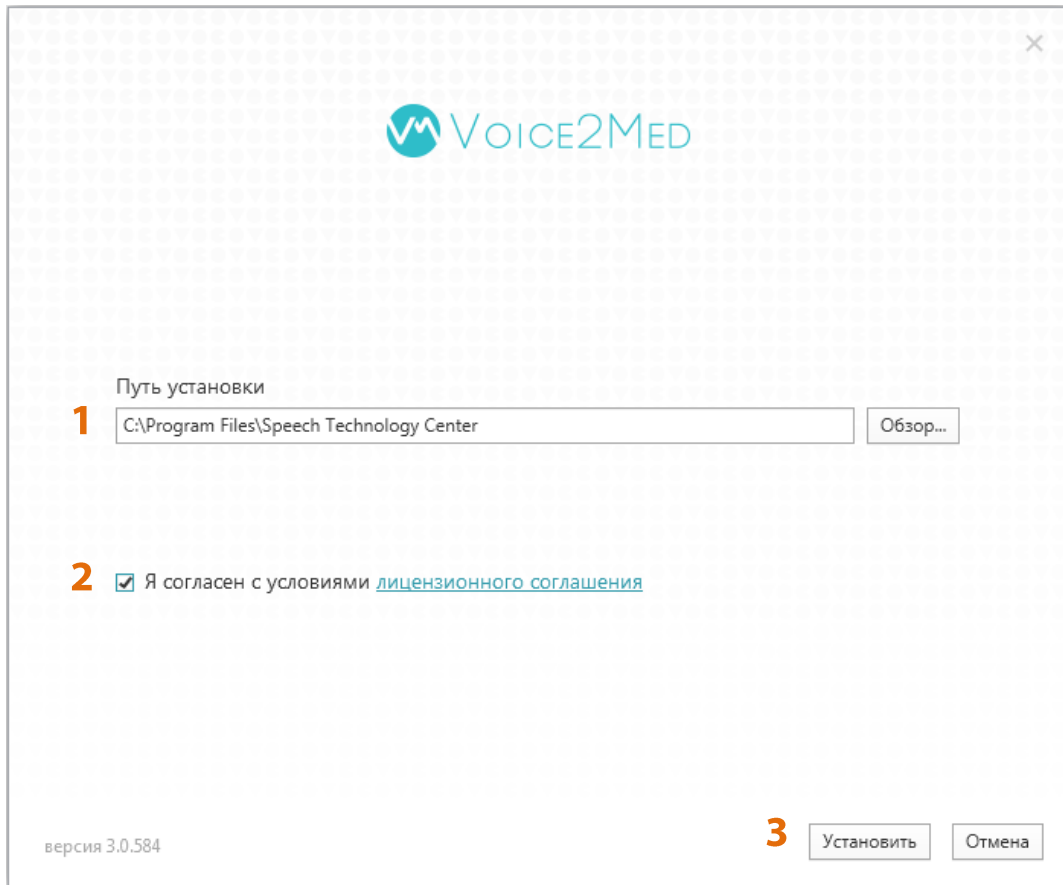 VOICE2MED
Путь установки
1 C:\Program Files\Speech Technology Center Обзор...
2 Я согласен с условиями лицензионного соглашения
версия 3.0.584 3 Установить Отмена